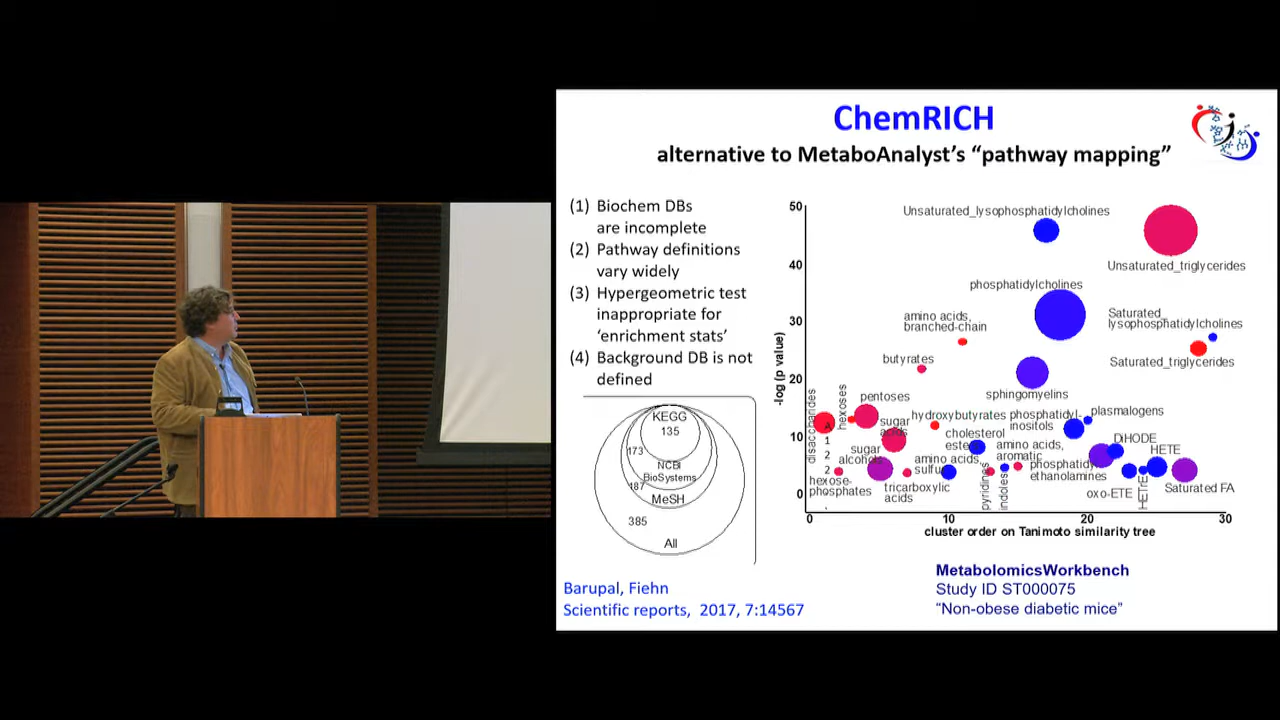 ChemRICH
alternative to MetaboAnalyst's "pathway mapping"
(1) Biochem DBs
are incomplete
(2) Pathway definitions
vary widely
(3) Hypergeometric test
inappropriate for
'enrichment stats'
(4) Background DB is not
defined
KEGG
135
173
NCBI
BioSystems
187
MeSH
385
All
Barupal, Fiehn
Scientific reports, 2017, 7:14567
-log (p value)
50
40
30
20
10
0
Unsaturated_lysophosphatidylcholines
Unsaturated_triglycerides
phosphatidylcholines
amino acids,
branched-chain
Saturated_
lysophosphatidylcholines
butyrates
Saturated_triglycerides
sphingomyelins
disaccharides
hexoses
pentoses
sugar
acids
hydroxybutyrates
phosphatidyl-
inositols
plasmalogens
cholesterol
esters
amino acids,
aromatic
DiHODE
HETE
sugar
alcohols
amino acids,
sulfur
phosphatidyl-
ethanolamines
hexose-
phosphates
tricarboxylic
acids
pyridines
indoles
oxo-ETE
HETrE
Saturated FA
0
10
20
30
cluster order on Tanimoto similarity tree
MetabolomicsWorkbench
Study ID ST000075
"Non-obese diabetic mice"